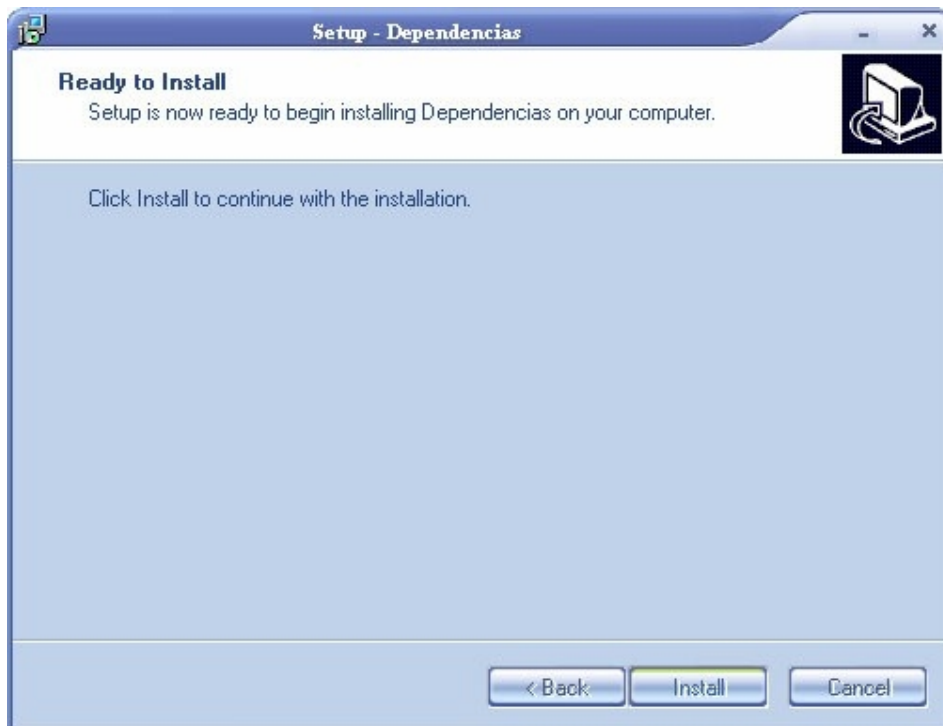 Setup - Dependencias
Ready to Install
Setup is now ready to begin installing Dependencias on your computer.
Click Install to continue with the installation.
< Back Install Cancel